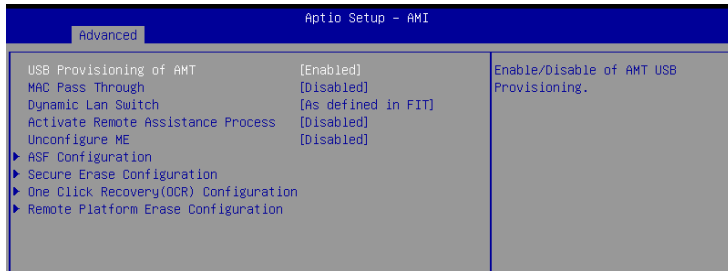 Aptio Setup - AMI
Advanced
USB Provisioning of AMT [Enabled]
MAC Pass Through [Disabled]
Dynamic Lan Switch [As defined in FIT]
Activate Remote Assistance Process [Disabled]
Unconfigure ME [Disabled]
ASF Configuration
Secure Erase Configuration
One Click Recovery(OCR) Configuration
Remote Platform Erase Configuration
Enable/Disable of AMT USB
Provisioning.